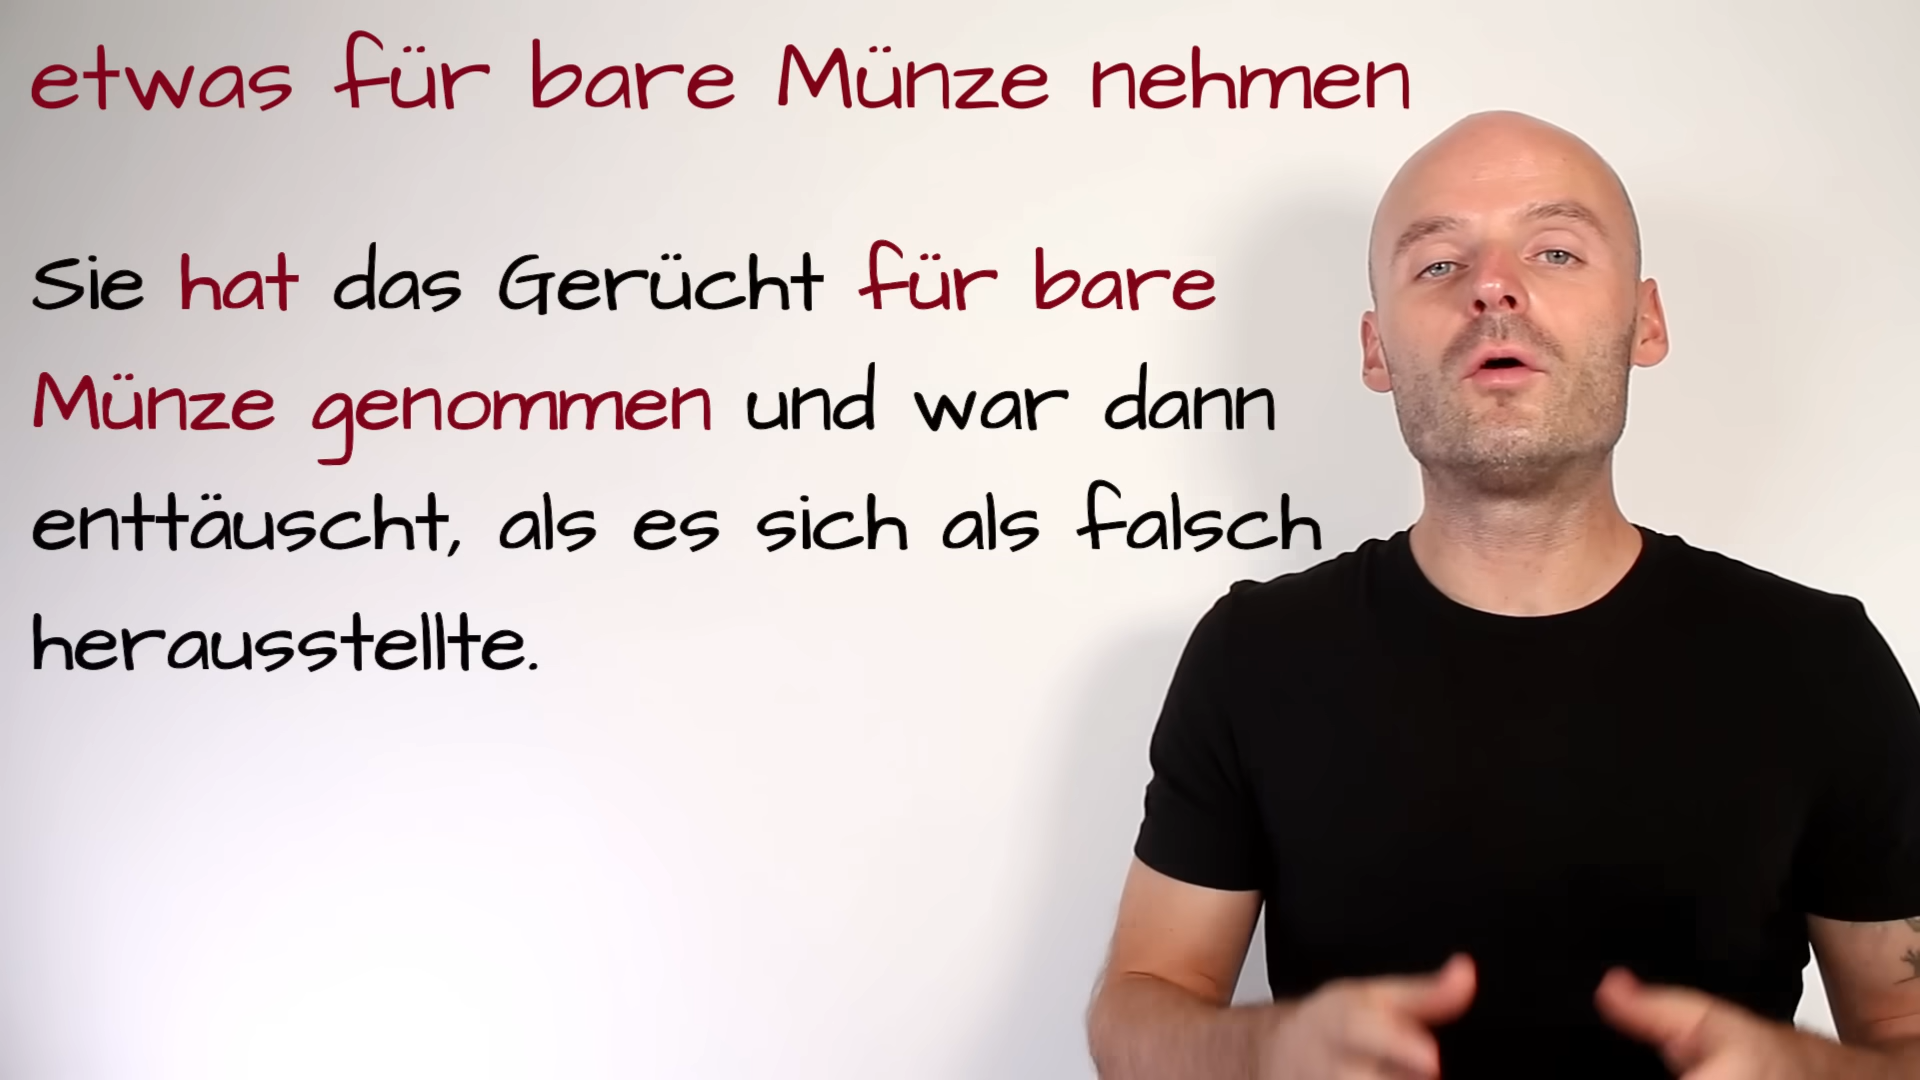 etwas für bare Münze nehmen
Sie hat das Gerücht für bare
Münze genommen und war dann
enttäuscht, als es sich als falsch
herausstellte.